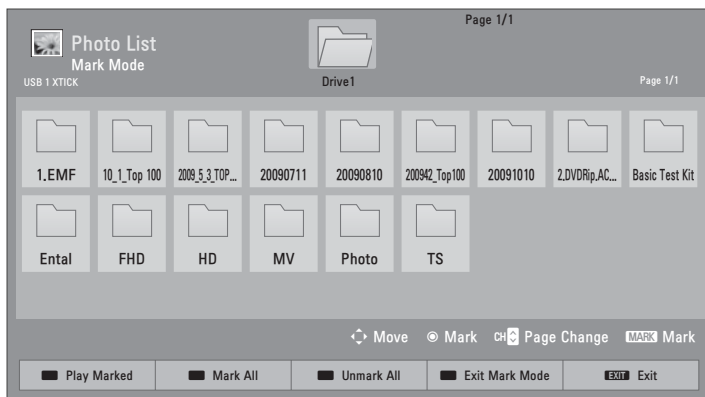 Page 1/1
Photo List
Mark Mode
USB 1 XTICK
Drive1
Page 1/1
1.EMF
10_1_Top 100
2009_5_3_TOP...
20090711
20090810
200942_Top100
20091010
2,DVDRip,AC...
Basic Test Kit
Ental
FHD
HD
MV
Photo
TS
Move
Mark
CH Page Change
MARK Mark
Play Marked
Mark All
Unmark All
Exit Mark Mode
EXIT Exit